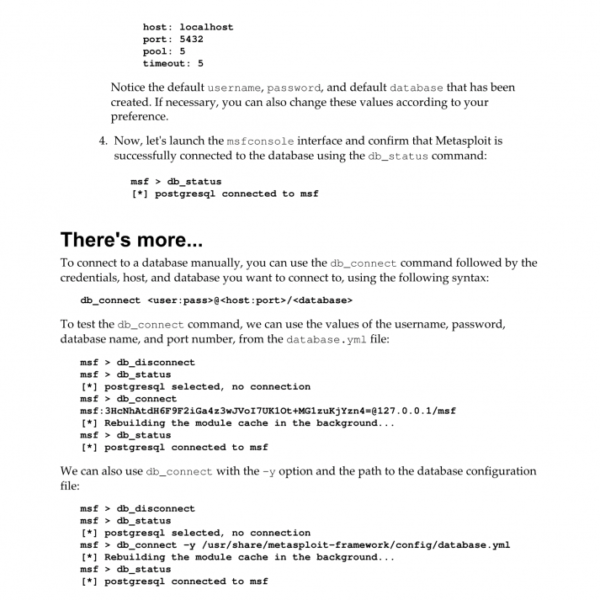 host: localhost
port: 5432
pool: 5
timeout: 5
Notice the default username, password, and default database that has been
created. If necessary, you can also change these values according to your
preference.
4. Now, let's launch the msfconsole interface and confirm that Metasploit is
successfully connected to the database using the db_status command:
msf > db_status
[*] postgresql connected to msf
There's more...
To connect to a database manually, you can use the db_connect command followed by the
credentials, host, and database you want to connect to, using the following syntax:
db_connect <user:pass>@<host:port>/<database>
To test the db_connect command, we can use the values of the username, password,
database name, and port number, from the database.yml file:
msf > db_disconnect
msf > db_status
[*] postgresql selected, no connection
msf > db_connect
msf:3HcNhAtdH6F9F2iGa4z3wJVoI7UK1Ot+MG1zuKjYzn4=@127.0.0.1/msf
[*] Rebuilding the module cache in the background...
msf > db_status
[*] postgresql connected to msf
We can also use db_connect with the -y option and the path to the database configuration
file:
msf > db_disconnect
msf > db_status
[*] postgresql selected, no connection
msf > db_connect -y /usr/share/metasploit-framework/config/database.yml
[*] Rebuilding the module cache in the background...
msf > db_status
[*] postgresql connected to msf